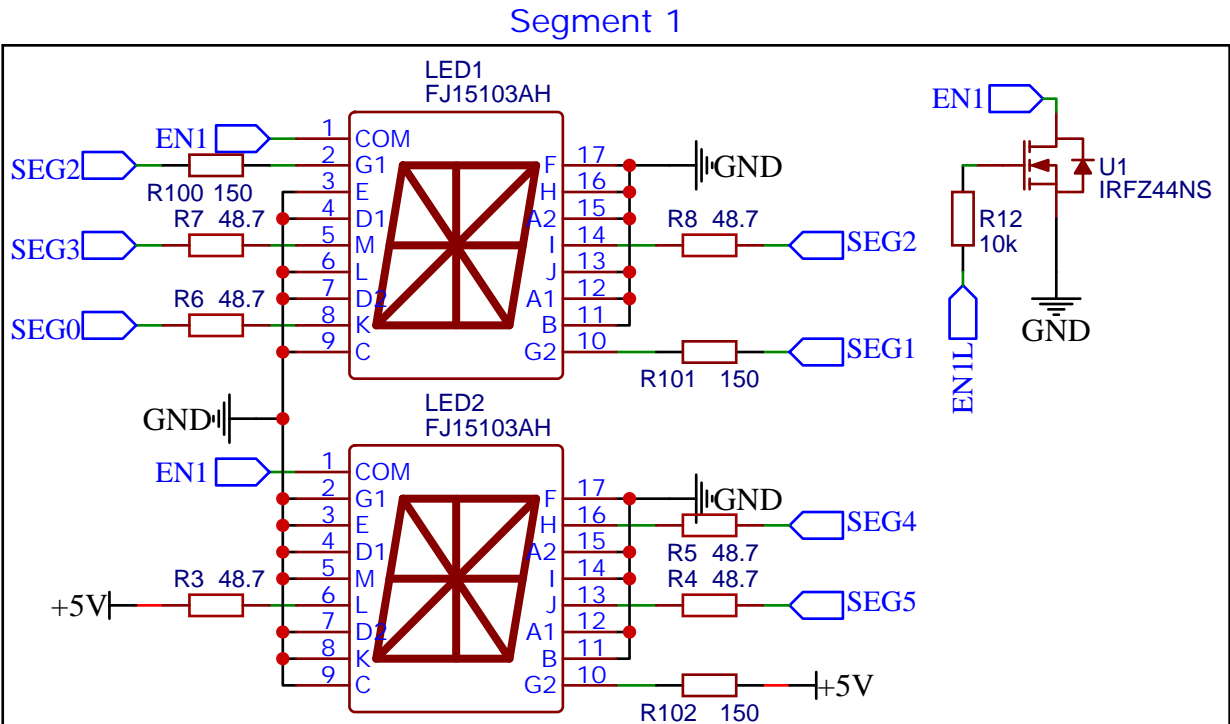 Segment 1
LED1
FJ15103AH
EN1
SEG2
R100 150
R7 48.7
SEG3
R6 48.7
SEG0
1 COM
2 G1
3 E
4 D1
5 M
6 L
7 D2
8 K
9 C
F 17
H 16
A2 15
I 14
J 13
A1 12
B 11
G2 10
GND
R8 48.7
SEG2
SEG1
R101 150
EN1
U1
IRFZ44NS
R12
10k
EN1L
GND
GND
LED2
FJ15103AH
EN1
R3 48.7
+5V
1 COM
2 G1
3 E
4 D1
5 M
6 L
7 D2
8 K
9 C
F 17
H 16
A2 15
I 14
J 13
A1 12
B 11
G2 10
GND
SEG4
R5 48.7
R4 48.7
SEG5
+5V
R102 150